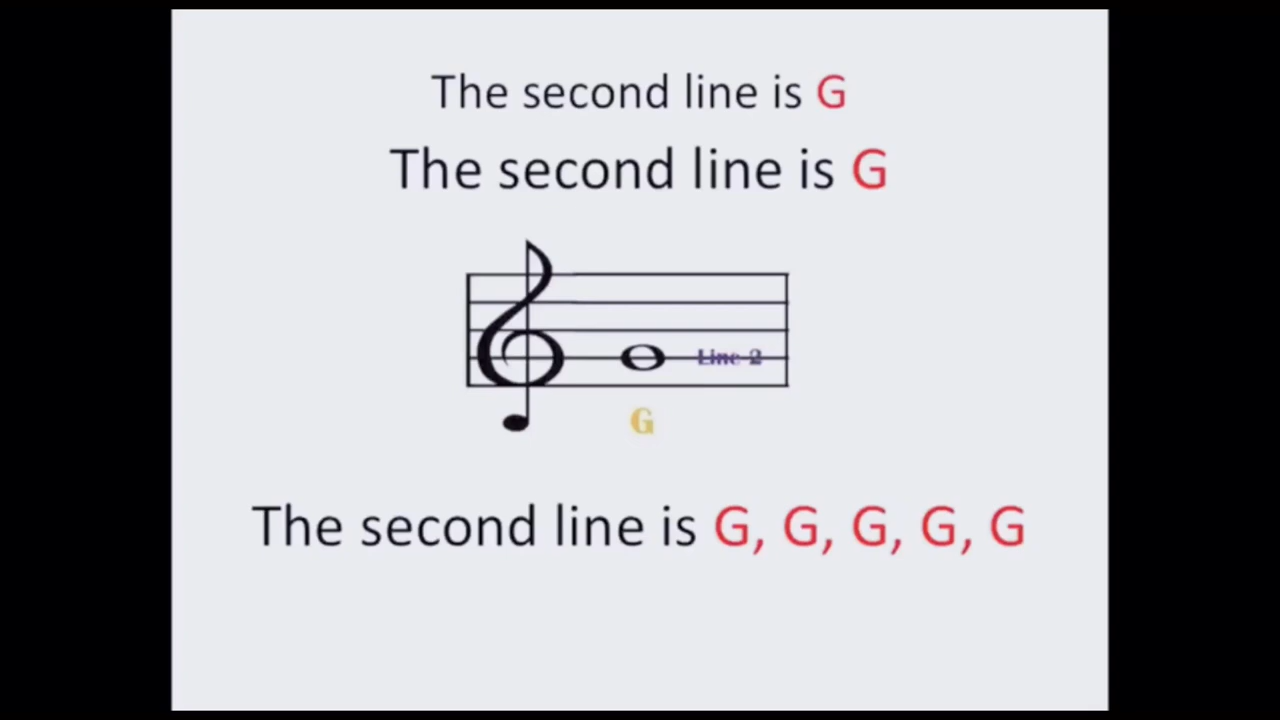 The second line is G
The second line is G
Line 2
G
The second line is G, G, G, G, G